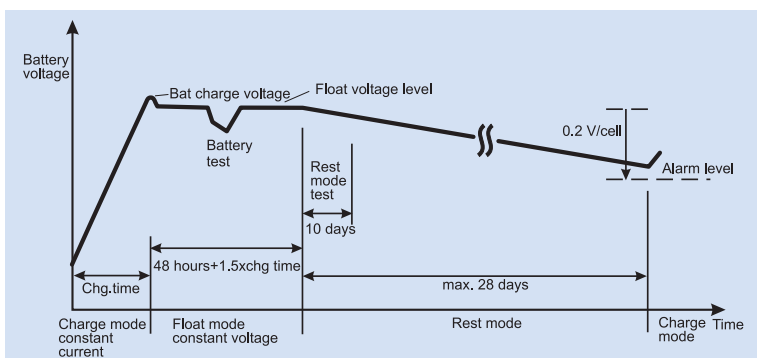 Battery
voltage
Bat charge voltage
Float voltage level
Battery
test
0.2 V/cell
Alarm level
Rest
mode
test
10 days
48 hours+1.5xchg time
Chg.time
max. 28 days
Charge mode
constant
current
Float mode
constant voltage
Rest mode
Charge
mode
Time